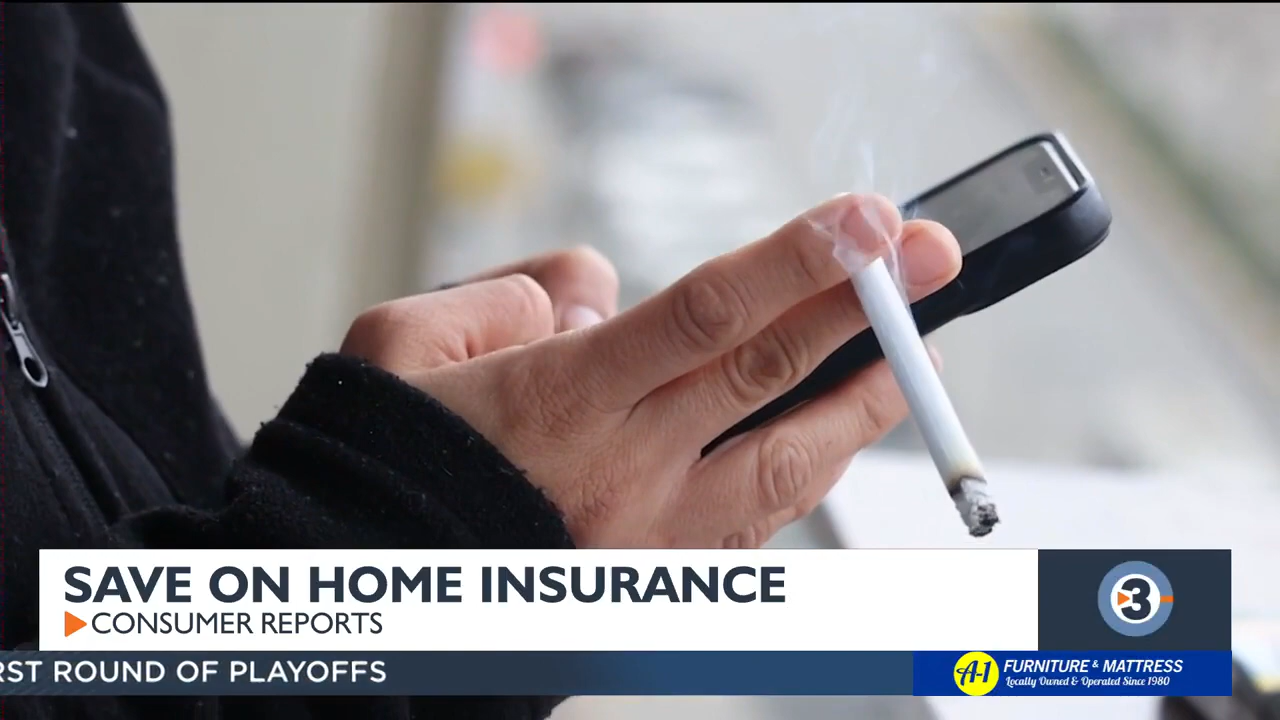 SAVE ON HOME INSURANCE
CONSUMER REPORTS
3
RST ROUND OF PLAYOFFS
A-1
FURNITURE & MATTRESS
Locally Owned & Operated Since 1980